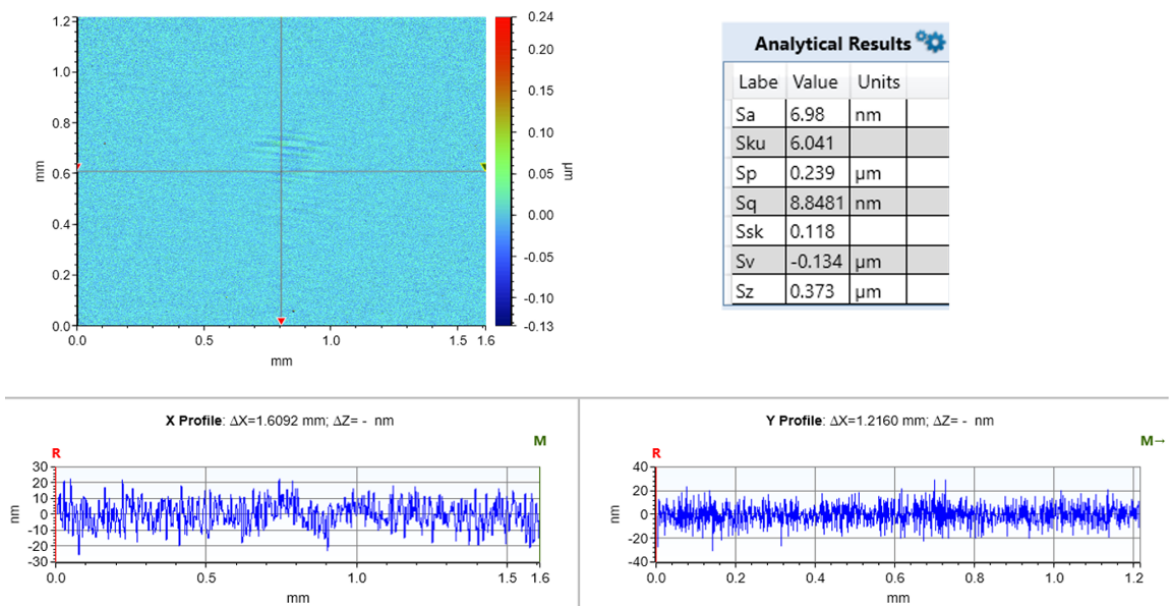 1.2
1.0
0.8
0.6
0.4
0.2
0.0
mm
0.0 0.5 1.0 1.5 1.6
mm
0.24
0.20
0.15
0.10
0.05
0.00
-0.05
-0.10
-0.13
µm
Analytical Results
Labe Value Units
Sa 6.98 nm
Sku 6.041
Sp 0.239 µm
Sq 8.8481 nm
Ssk 0.118
Sv -0.134 µm
Sz 0.373 µm
X Profile: ΔX=1.6092 mm; ΔZ= - nm
R M
30
20
10
0
-10
-20
-30
nm
0.0 0.5 1.0 1.5 1.6
mm
Y Profile: ΔX=1.2160 mm; ΔZ= - nm
R M→
40
20
0
-20
-40
nm
0.0 0.2 0.4 0.6 0.8 1.0 1.2
mm